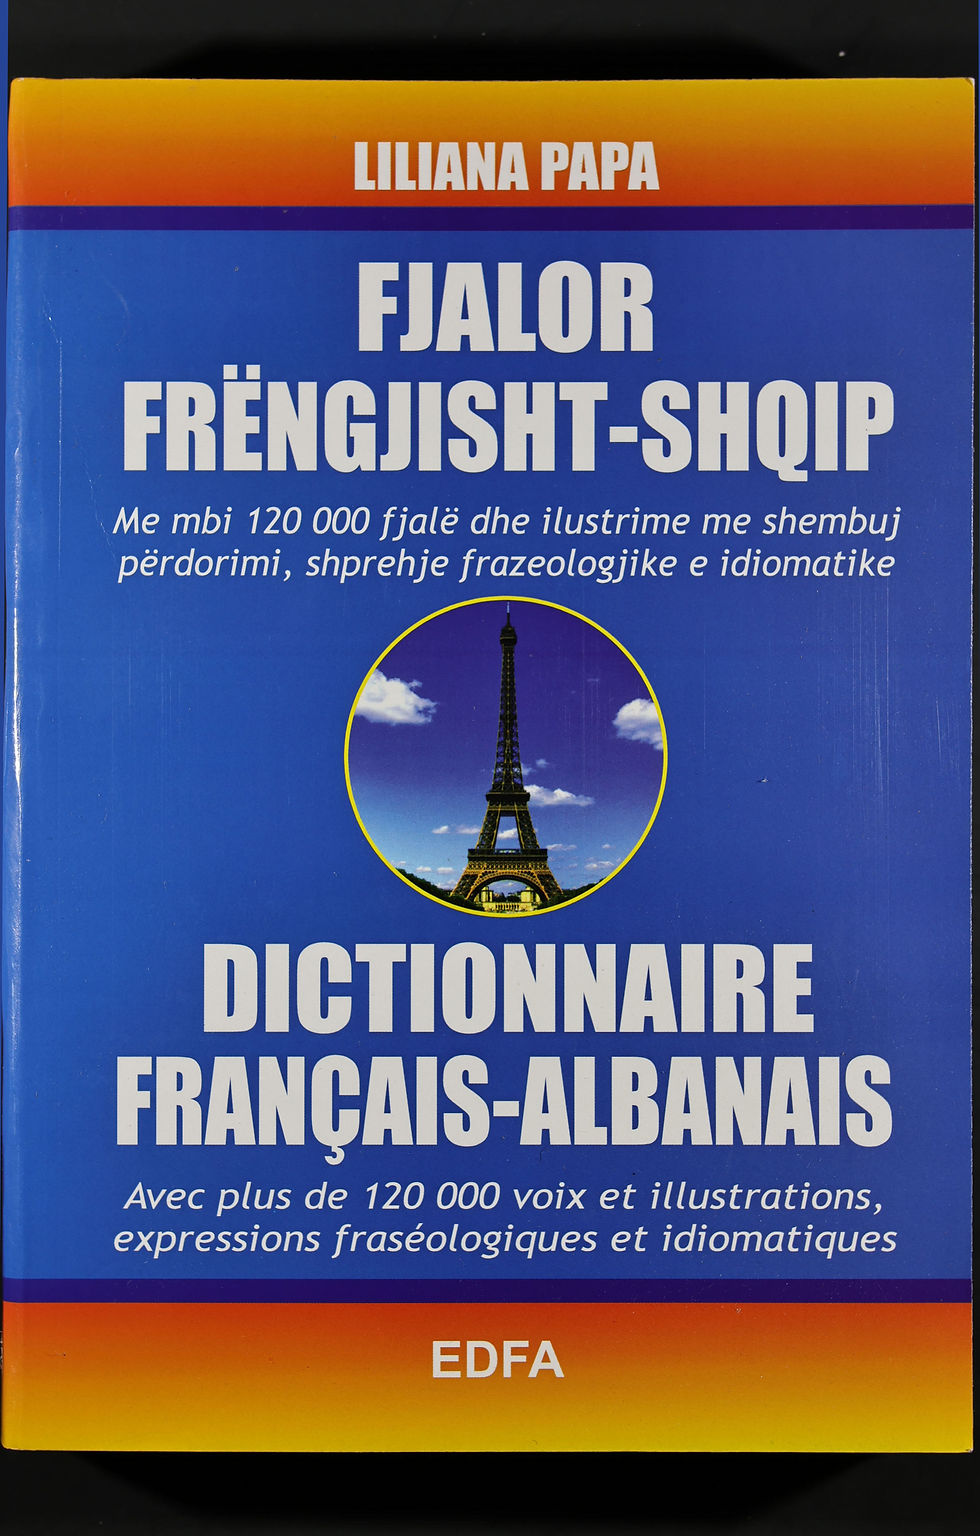 LILIANA PAPA
FJALOR
FRËNGJISHT-SHQIP
Me mbi 120 000 fjalë dhe ilustrime me shembuj
përdorimi, shprehje frazeologjike e idiomatike
DICTIONNAIRE
FRANÇAIS-ALBANAIS
Avec plus de 120 000 voix et illustrations,
expressions fraséologiques et idiomatiques
EDFA